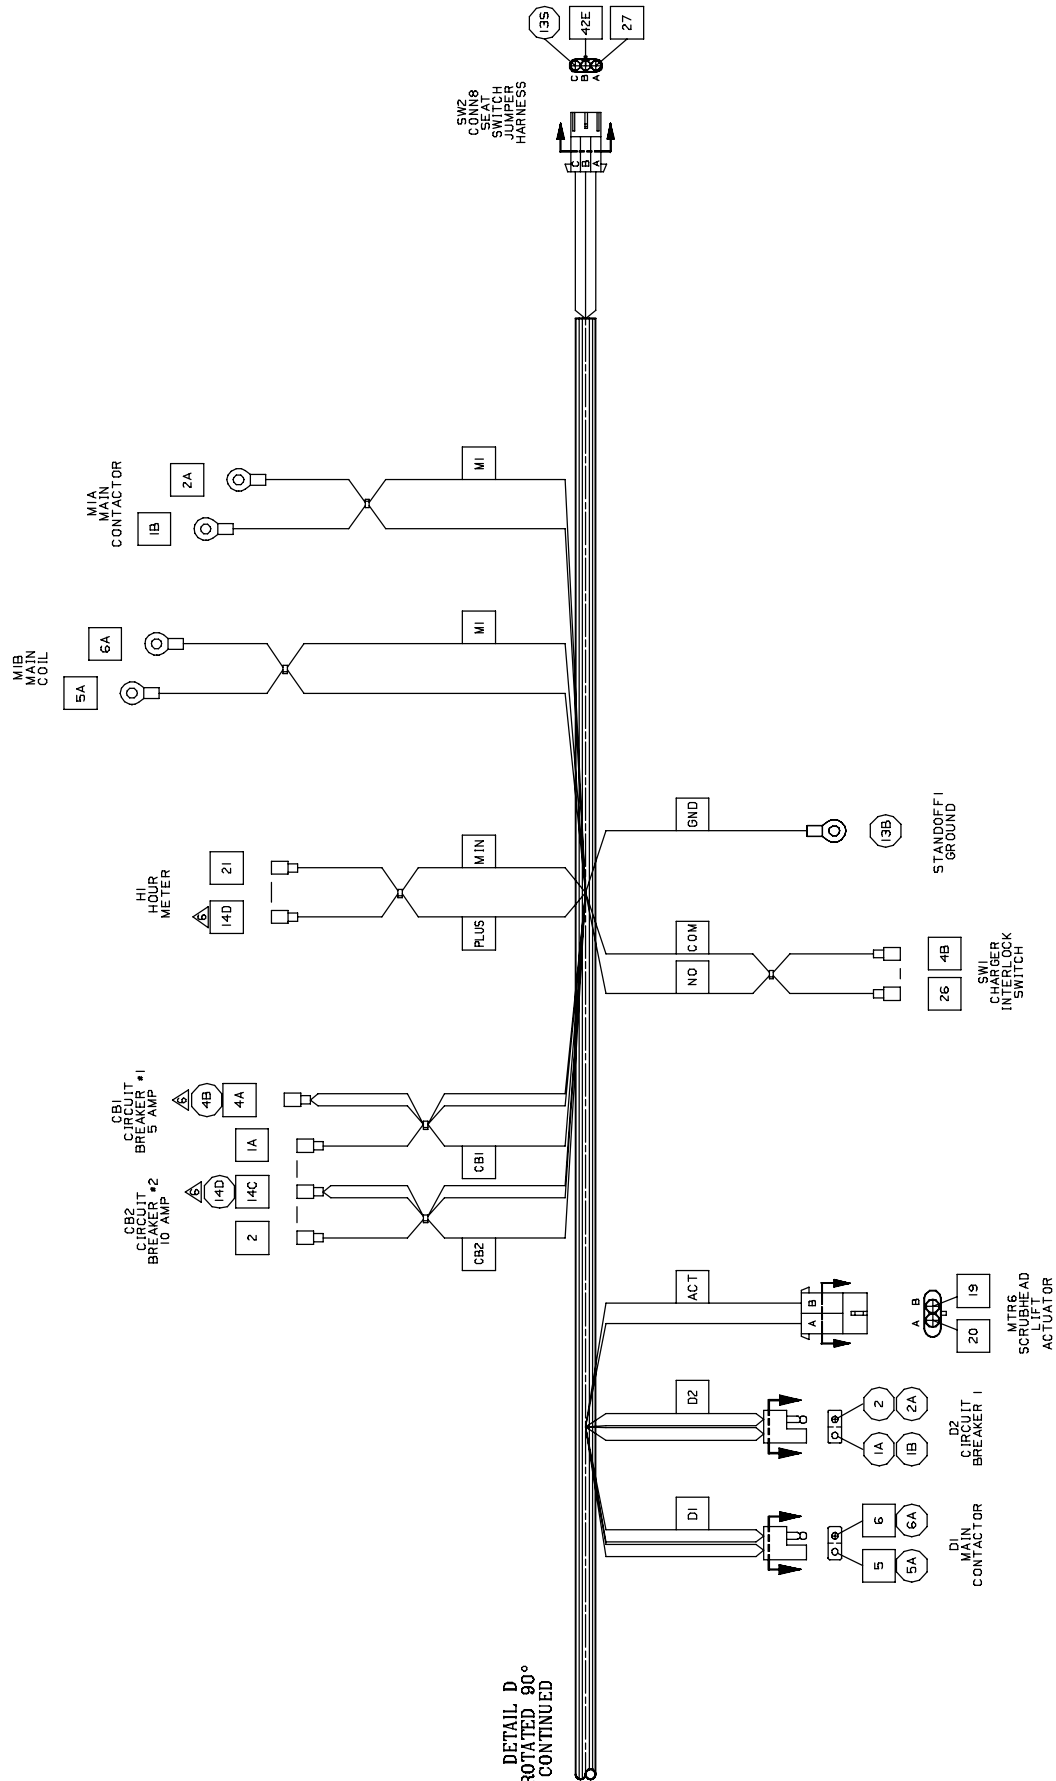 13S
42E
27
C
B
A
SW2
CONN8
SEAT
SWITCH
JUMPER
HARNESS
C
B
A
M1A
MAIN
CONTACTOR
2A
1B
M1
M1B
MAIN
COIL
6A
5A
M1
H1
HOUR
METER
21
6
14D
MIN
PLUS
GND
13B
STANDOFF1
GROUND
COM
NO
4B
26
SW1
CHARGER
INTERLOCK
SWITCH
CB1
CIRCUIT
BREAKER #1
5 AMP
6
4B
4A
1A
CB1
CB2
CIRCUIT
BREAKER #2
10 AMP
6
14D
14C
2
CB2
ACT
B
A
B
A
19
20
MTR6
SCRUBHEAD
LIFT
ACTUATOR
D2
2
2A
1A
1B
D2
CIRCUIT
BREAKER 1
D1
6
6A
5
5A
D1
MAIN
CONTACTOR
DETAIL D
ROTATED 90°
CONTINUED